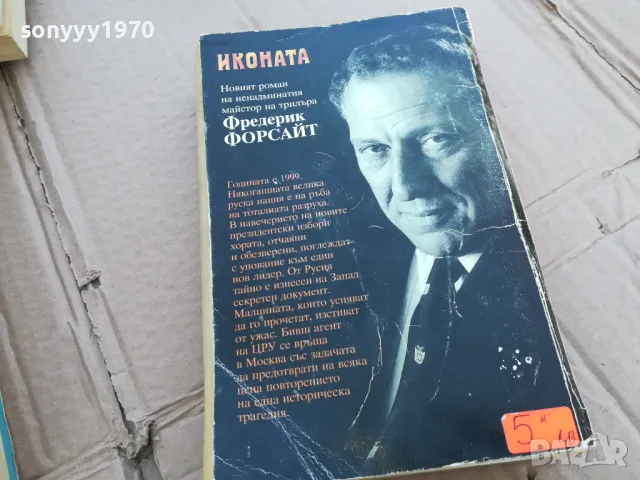 sonyyy1970
ИКОНАТА
Новият роман
на ненадминатия
майстор на трилъра
Фредерик
ФОРСАЙТ
Годината е 1999.
Някогашната велика
руска нация е на ръба
на тоталната разруха.
В навечерието на новите
президентски избори
хората, отчаяни
и обезверени, поглеждат
с упование към един
нов лидер. От Русия
тайно е изнесен на Запад
секретен документ.
Малцината, които успяват
да го прочетат, изстиват
от ужас. Бивш агент
на ЦРУ се връща
в Москва със задачата
да предотврати на всяка
цена повторението
на една историческа
трагедия.
5 лв
BAZAR